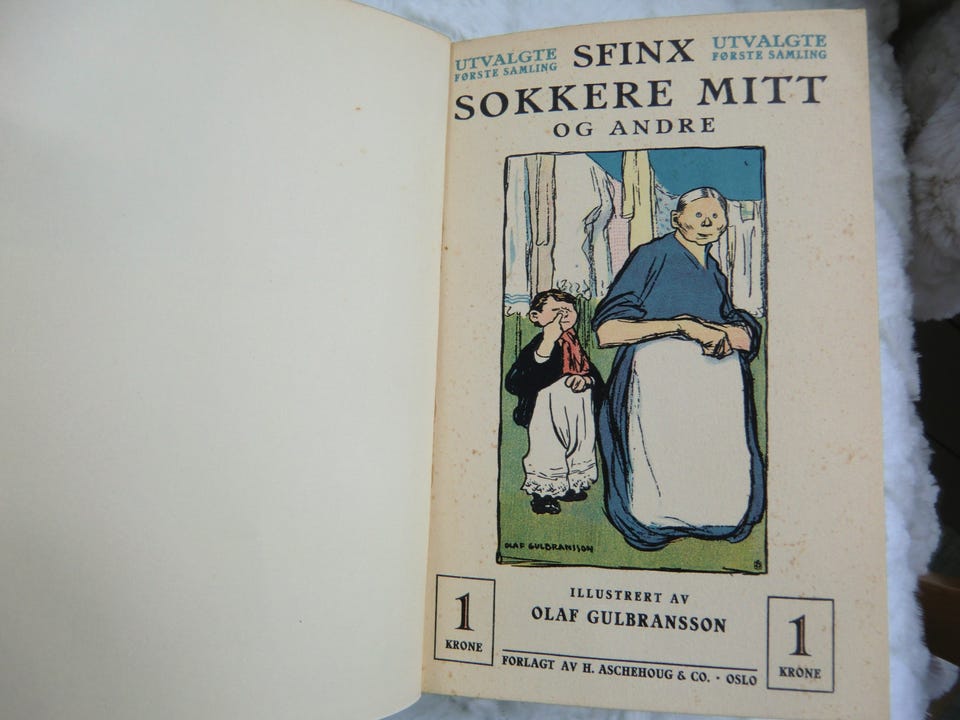 UTVALGTE SFINX UTVALGTE
FØRSTE SAMLING FØRSTE SAMLING
SOKKERE MITT
OG ANDRE
OLAF GULBRANSSON
ILLUSTRERT AV
OLAF GULBRANSSON
1 1
KRONE KRONE
FORLAGT AV H. ASCHEHOUG & CO. · OSLO